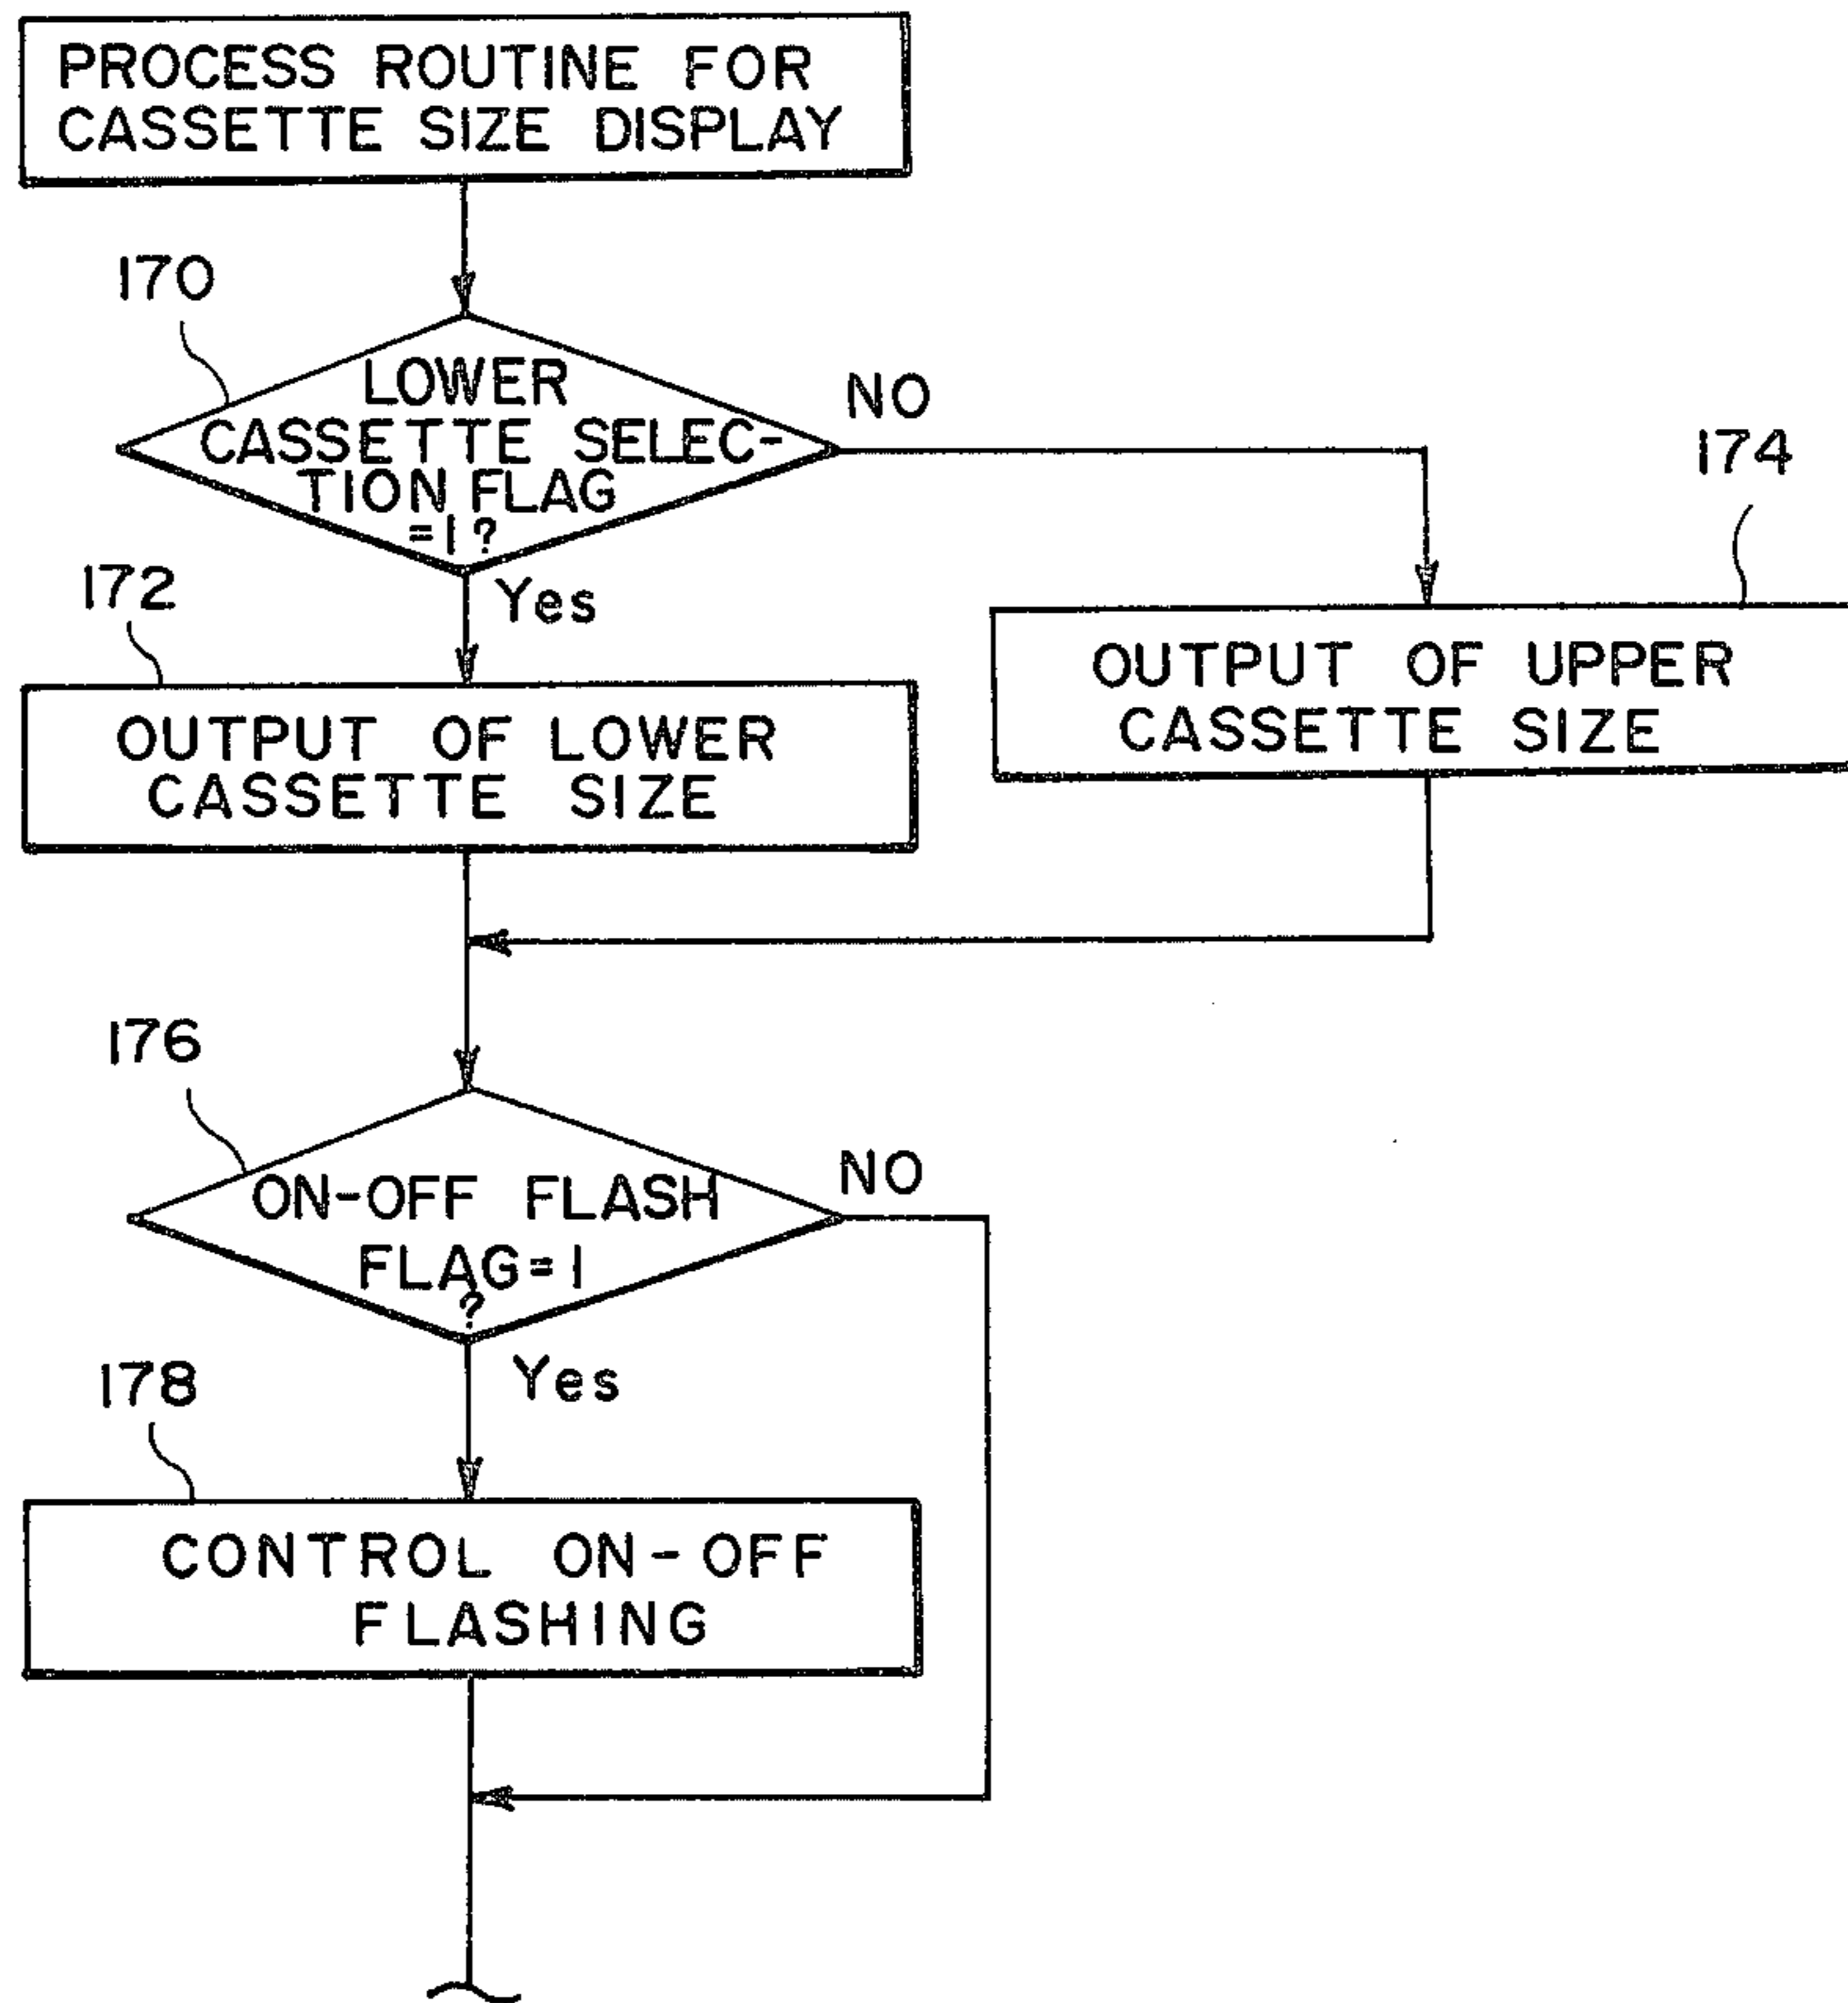 PROCESS ROUTINE FOR
CASSETTE SIZE DISPLAY
170
LOWER
CASSETTE SELEC-
TION FLAG
=1?
NO
Yes
172
OUTPUT OF LOWER
CASSETTE SIZE
174
OUTPUT OF UPPER
CASSETTE SIZE
176
ON-OFF FLASH
FLAG=1
?
NO
Yes
178
CONTROL ON-OFF
FLASHING